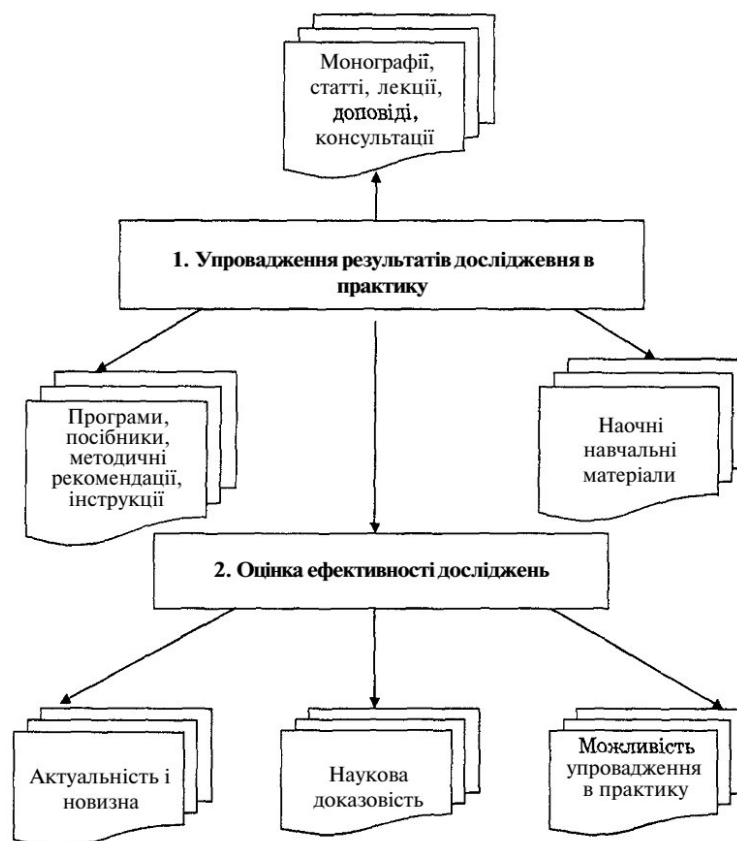 Монографії,
статті, лекції,
доповіді,
консультації
1. Упровадження результатів досліджевня в
практику
Програми,
посібники,
методичні
рекомендації,
інструкції
Наочні
навчальні
матеріали
2. Оцінка ефективності досліджень
Актуальність і
новизна
Наукова
доказовість
Можливість
упровадження
в практику